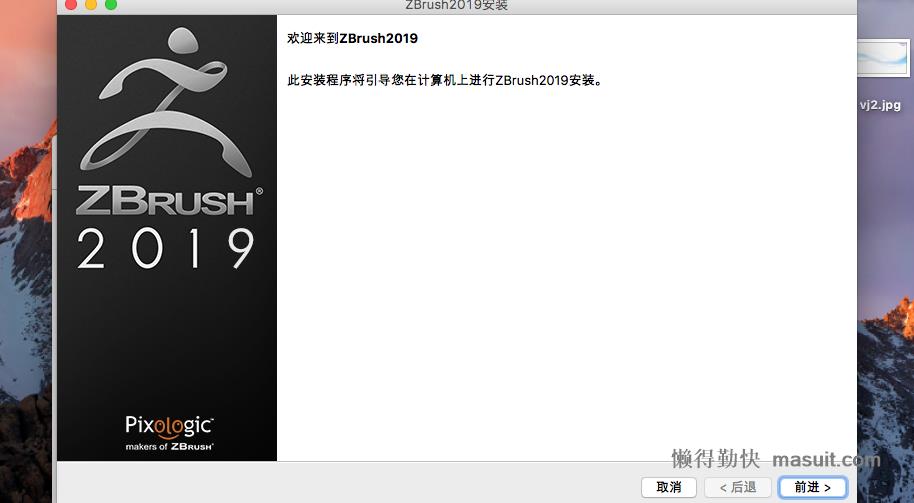 ZBrush2019安装
欢迎来到ZBrush2019
此安装程序将引导您在计算机上进行ZBrush2019安装。
vj2.jpg
ZBRUSH®
2019
Pixologic™
makers of ZBRUSH®
懒得勤快 masuit.com
取消
< 后退
前进 >